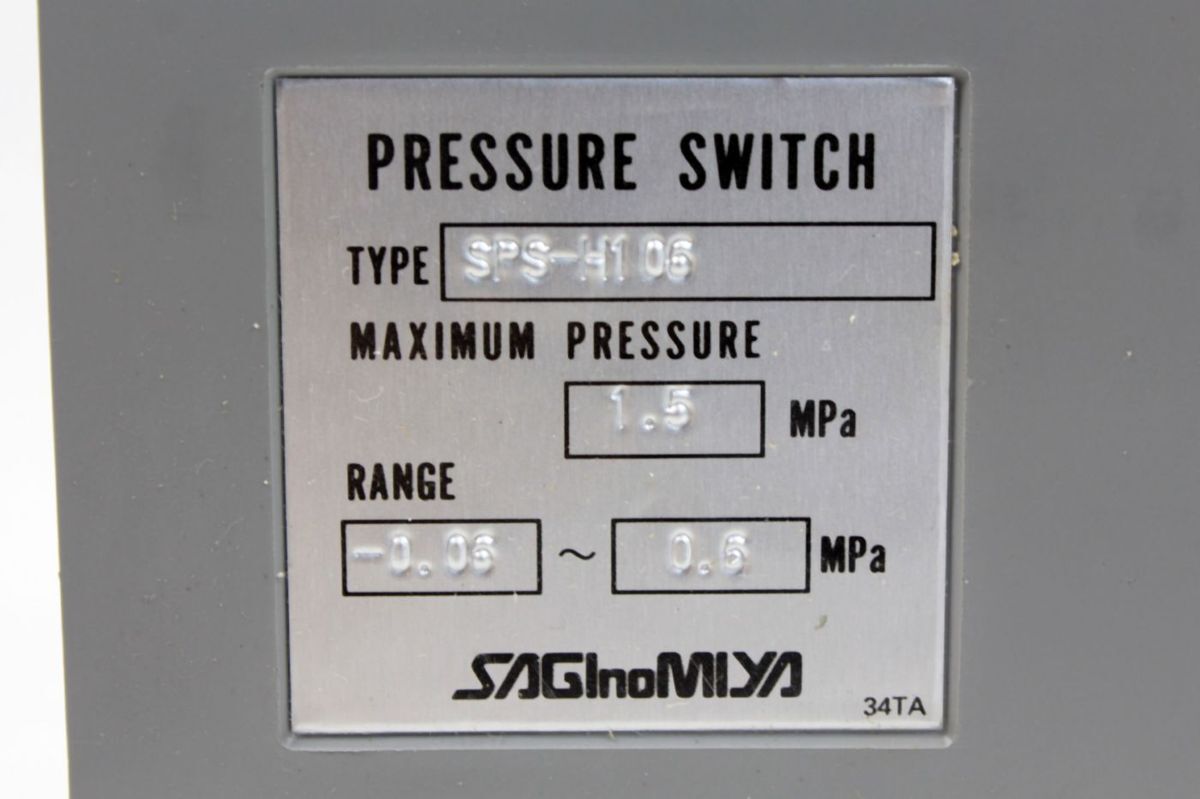 PRESSURE SWITCH
TYPE SPS-H106
MAXIMUM PRESSURE
1.5 MPa
RANGE
-0.06 ~ 0.6 MPa
SAGInoMIYA
34TA